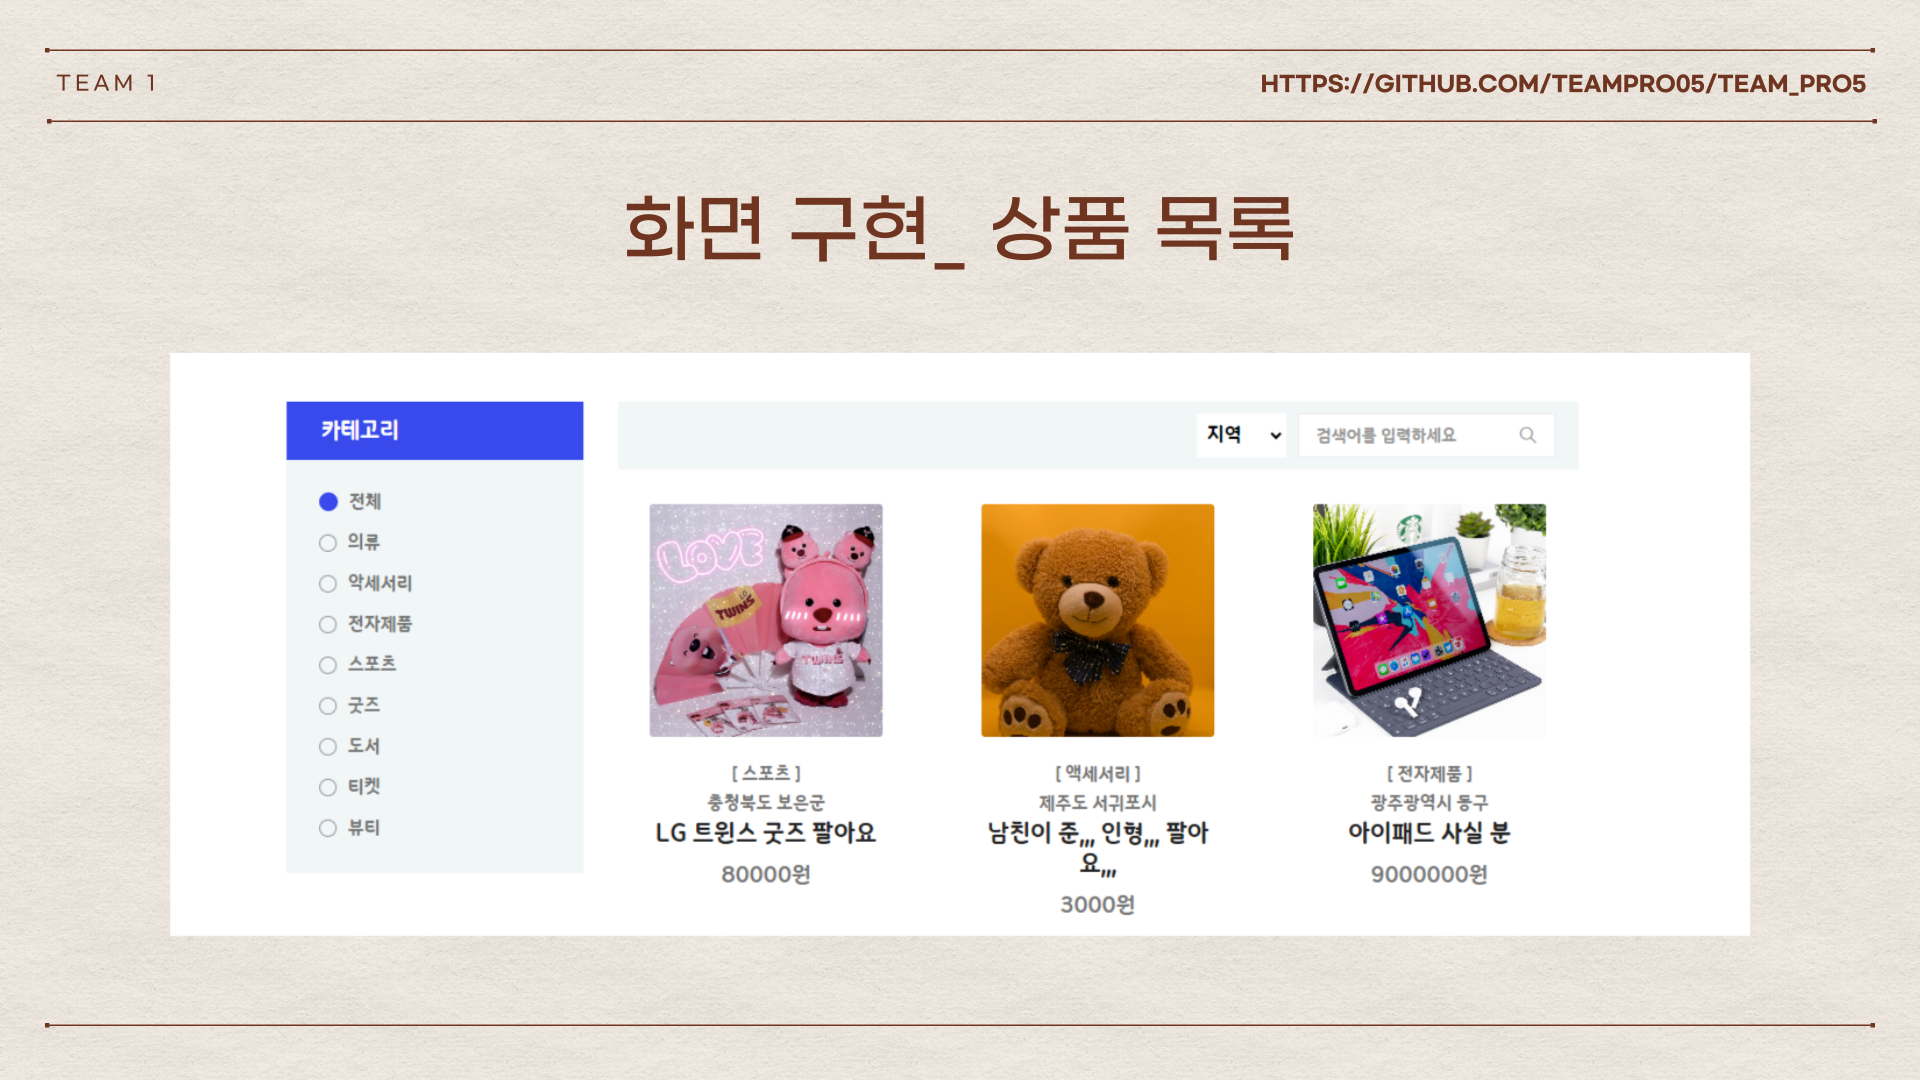 TEAM 1
HTTPS://GITHUB.COM/TEAMPRO05/TEAM_PRO5
화면 구현_ 상품 목록
카테고리
전체
의류
악세서리
전자제품
스포츠
굿즈
도서
티켓
뷰티
지역
검색어를 입력하세요
LOVE
TWINS
TWINS
[ 스포츠 ]
충청북도 보은군
LG 트윈스 굿즈 팔아요
80000원
[ 액세서리 ]
제주도 서귀포시
남친이 준,,, 인형,,, 팔아
요,,,
3000원
[ 전자제품 ]
광주광역시 동구
아이패드 사실 분
9000000원